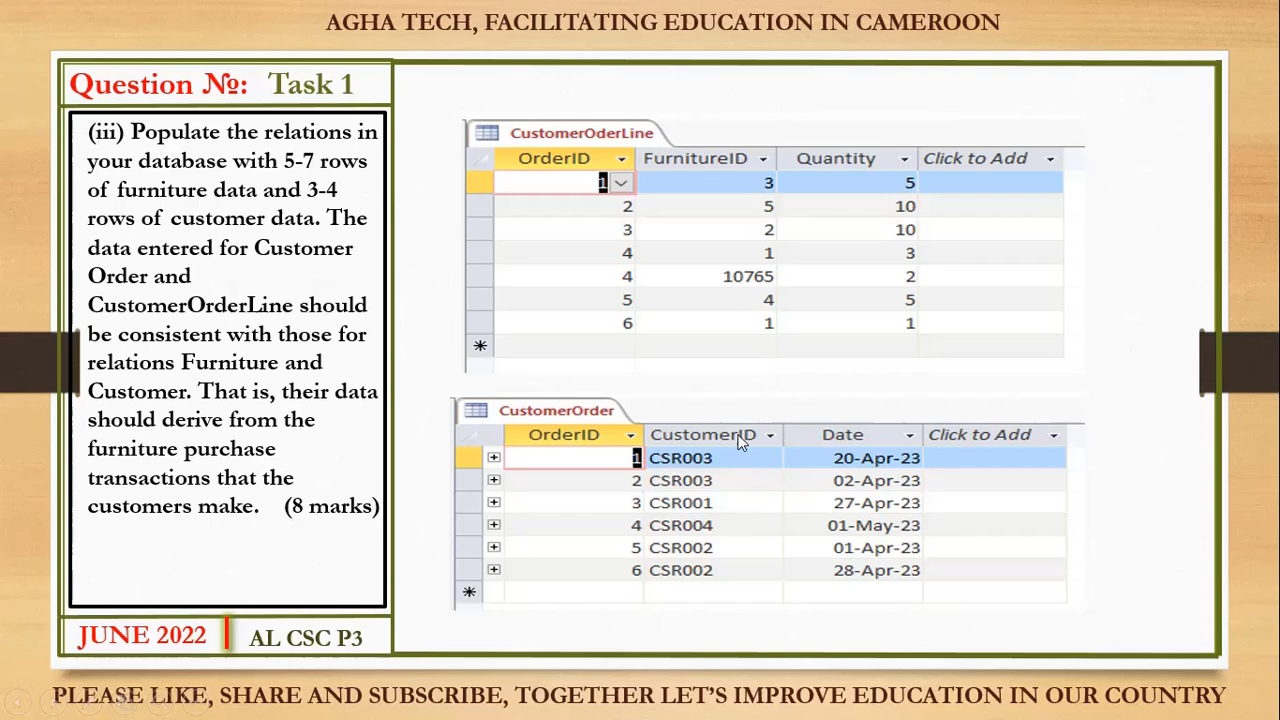 AGHA TECH, FACILITATING EDUCATION IN CAMEROON
Question №: Task 1
(iii) Populate the relations in
your database with 5-7 rows
of furniture data and 3-4
rows of customer data. The
data entered for Customer
Order and
CustomerOrderLine should
be consistent with those for
relations Furniture and
Customer. That is, their data
should derive from the
furniture purchase
transactions that the
customers make. (8 marks)
JUNE 2022 AL CSC P3
CustomerOderLine
OrderID FurnitureID Quantity Click to Add
1 3 5
2 5 10
3 2 10
4 1 3
4 10765 2
5 4 5
6 1 1
CustomerOrder
OrderID CustomerID Date Click to Add
1 CSR003 20-Apr-23
2 CSR003 02-Apr-23
3 CSR001 27-Apr-23
4 CSR004 01-May-23
5 CSR002 01-Apr-23
6 CSR002 28-Apr-23
PLEASE LIKE, SHARE AND SUBSCRIBE, TOGETHER LET'S IMPROVE EDUCATION IN OUR COUNTRY